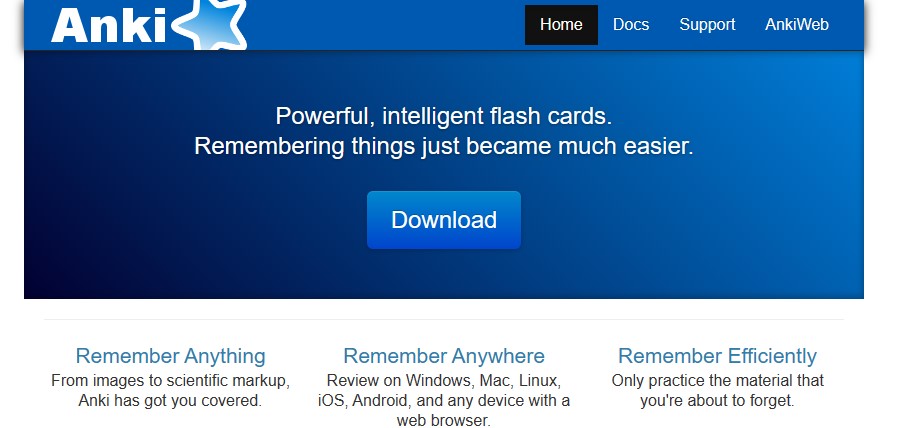 Anki
Home Docs Support AnkiWeb
Powerful, intelligent flash cards.
Remembering things just became much easier.
Download
Remember Anything
From images to scientific markup,
Anki has got you covered.
Remember Anywhere
Review on Windows, Mac, Linux,
iOS, Android, and any device with a
web browser.
Remember Efficiently
Only practice the material that
you're about to forget.